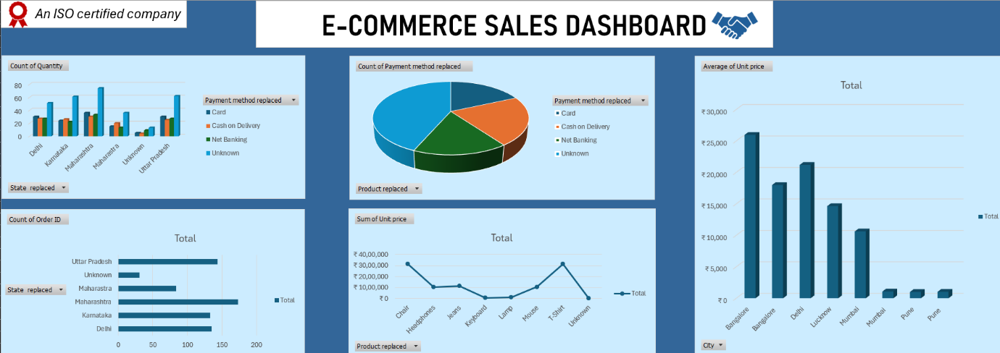 An ISO certified company
E-COMMERCE SALES DASHBOARD
Count of Quantity
80
60
40
20
0
Delhi
Karnataka
Maharashtra
Maharastra
Unknown
Uttar Pradesh
Payment method replaced
Card
Cash on Delivery
Net Banking
Unknown
State replaced
Count of Payment method replaced
Payment method replaced
Card
Cash on Delivery
Net Banking
Unknown
Product replaced
Average of Unit price
Total
₹ 30,000
₹ 25,000
₹ 20,000
₹ 15,000
₹ 10,000
₹ 5,000
₹ 0
Bangalore
Bangalore
Delhi
Lucknow
Mumbai
Mumbai
Pune
Pune
Total
City
Count of Order ID
Total
Uttar Pradesh
Unknown
Maharastra
Maharashtra
Karnataka
Delhi
0 50 100 150 200
State replaced
Total
Sum of Unit price
Total
₹ 40,00,000
₹ 30,00,000
₹ 20,00,000
₹ 10,00,000
₹ 0
Chair
Headphones
Jeans
Keyboard
Lamp
Mouse
T-Shirt
Unknown
Total
Product replaced